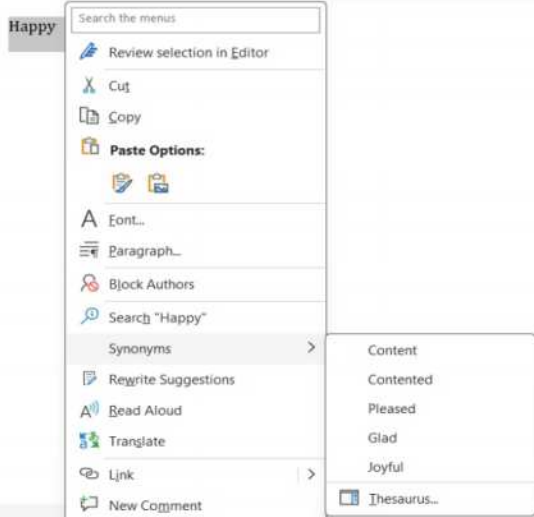 Happy
Search the menus
Review selection in Editor
Cut
Copy
Paste Options:
Font...
Paragraph...
Block Authors
Search "Happy"
Synonyms
Rewrite Suggestions
Read Aloud
Translate
Link
New Comment
Content
Contented
Pleased
Glad
Joyful
Thesaurus...